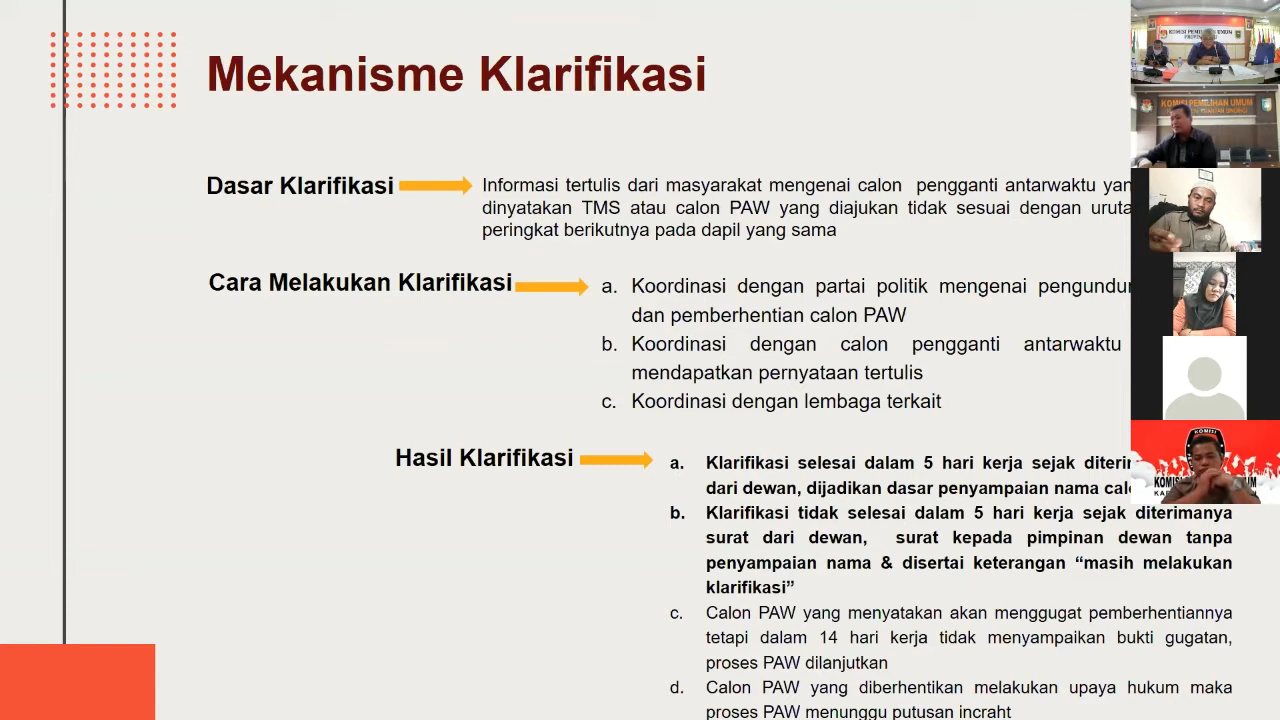 Mekanisme Klarifikasi
Dasar Klarifikasi
Informasi tertulis dari masyarakat mengenai calon pengganti antarwaktu
dinyatakan TMS atau calon PAW yang diajukan tidak sesuai dengan
peringkat berikutnya pada dapil yang sama
Cara Melakukan Klarifikasi
a. Koordinasi dengan partai politik mengenai
dan pemberhentian calon PAW
b. Koordinasi dengan calon pengganti antarwaktu
mendapatkan pernyataan tertulis
c. Koordinasi dengan lembaga terkait
Hasil Klarifikasi
a. Klarifikasi selesai dalam 5 hari kerja sejak
dari dewan, dijadikan dasar penyampaian nama
b. Klarifikasi tidak selesai dalam 5 hari kerja sejak diterimanya
surat dari dewan, surat kepada pimpinan dewan tanpa
penyampaian nama & disertai keterangan “masih melakukan
klarifikasi”
c. Calon PAW yang menyatakan akan menggugat pemberhentiannya
tetapi dalam 14 hari kerja tidak menyampaikan bukti gugatan,
proses PAW dilanjutkan
d. Calon PAW yang diberhentikan melakukan upaya hukum maka
proses PAW menunggu putusan incraht
KOMISI PEMILIHAN UMUM
KOMISI